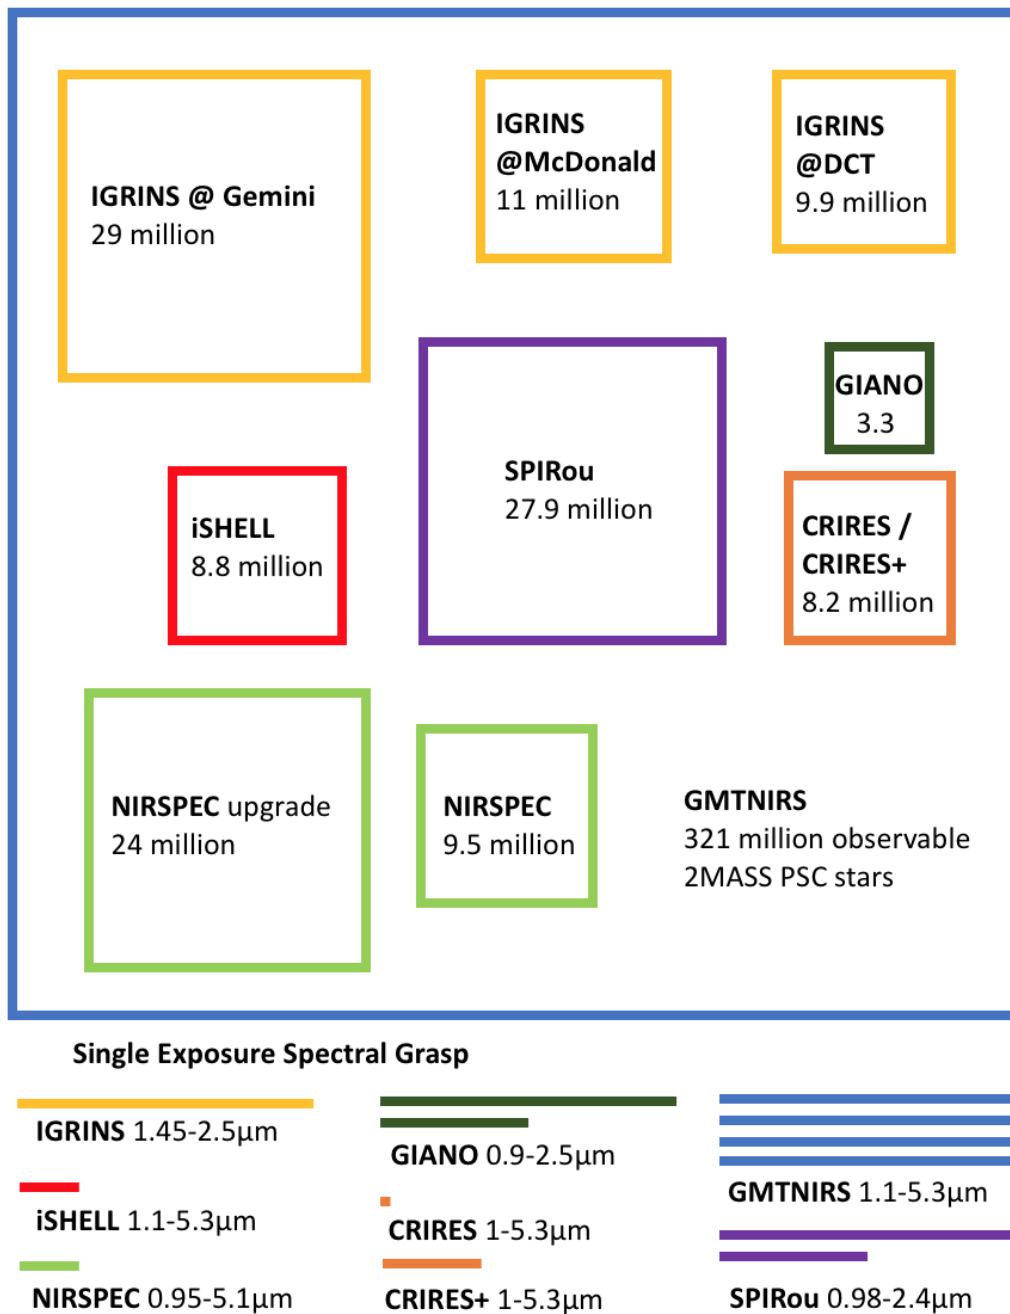 IGRINS @ Gemini
29 million
IGRINS
@McDonald
11 million
IGRINS
@DCT
9.9 million
SPIRou
27.9 million
GIANO
3.3
iSHELL
8.8 million
CRIRES /
CRIRES+
8.2 million
NIRSPEC upgrade
24 million
NIRSPEC
9.5 million
GMTNIRS
321 million observable
2MASS PSC stars
Single Exposure Spectral Grasp
IGRINS 1.45-2.5µm
GIANO 0.9-2.5µm
GMTNIRS 1.1-5.3µm
iSHELL 1.1-5.3µm
CRIRES 1-5.3µm
NIRSPEC 0.95-5.1µm
CRIRES+ 1-5.3µm
SPIRou 0.98-2.4µm